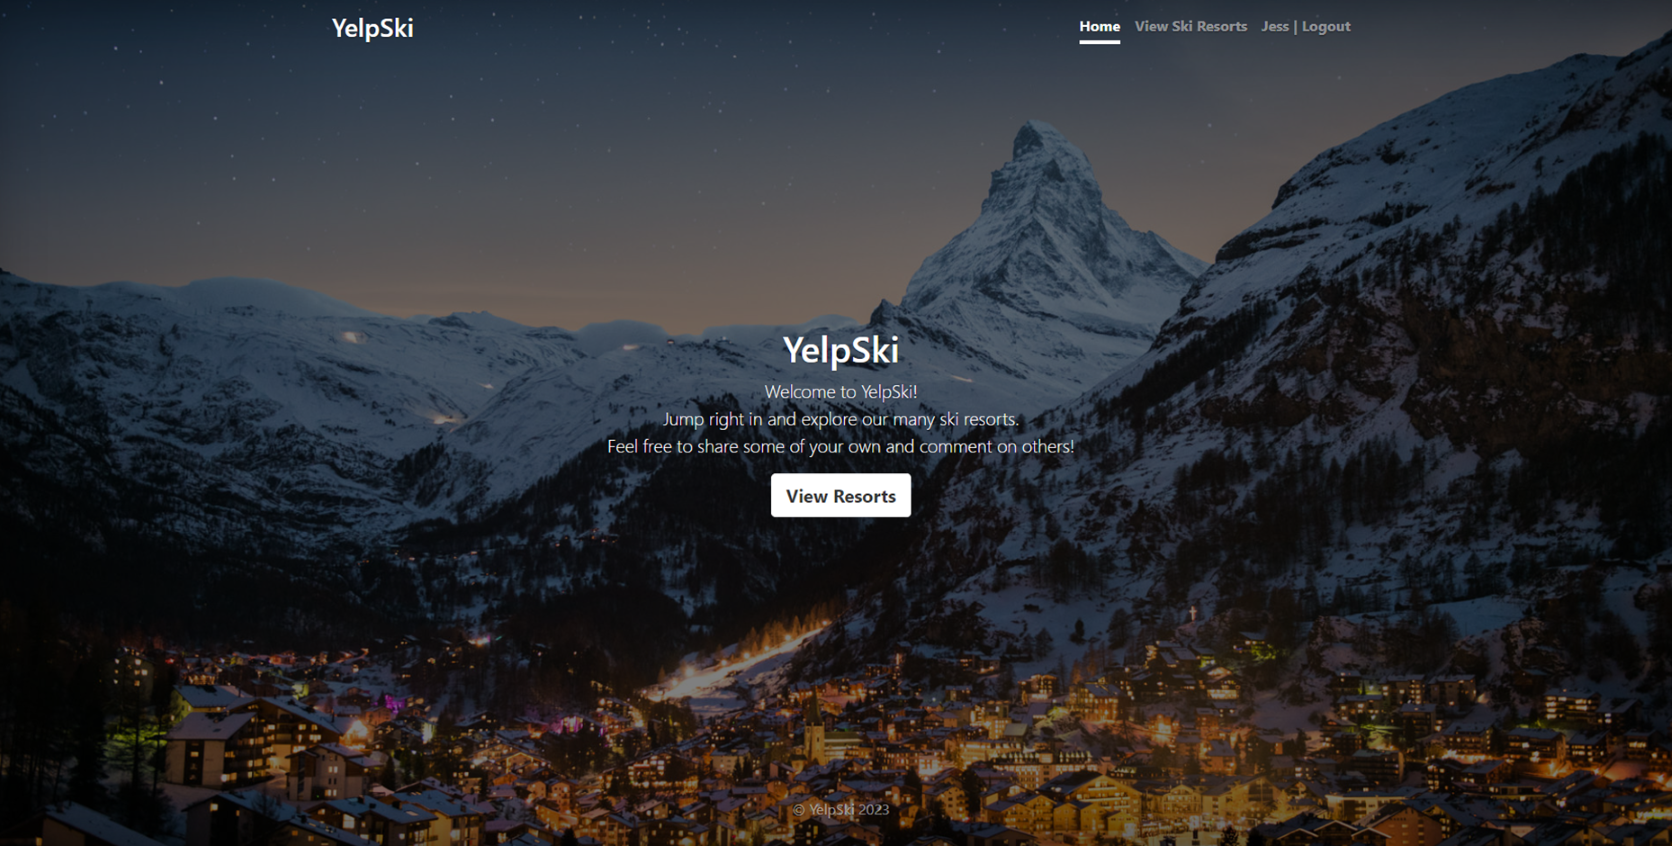 YelpSki
Home View Ski Resorts Jess | Logout
YelpSki
Welcome to YelpSki!
Jump right in and explore our many ski resorts.
Feel free to share some of your own and comment on others!
View Resorts
© YelpSki 2023